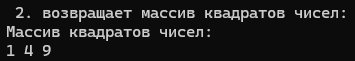 2. возвращает массив квадратов чисел:
Массив квадратов чисел:
1 4 9